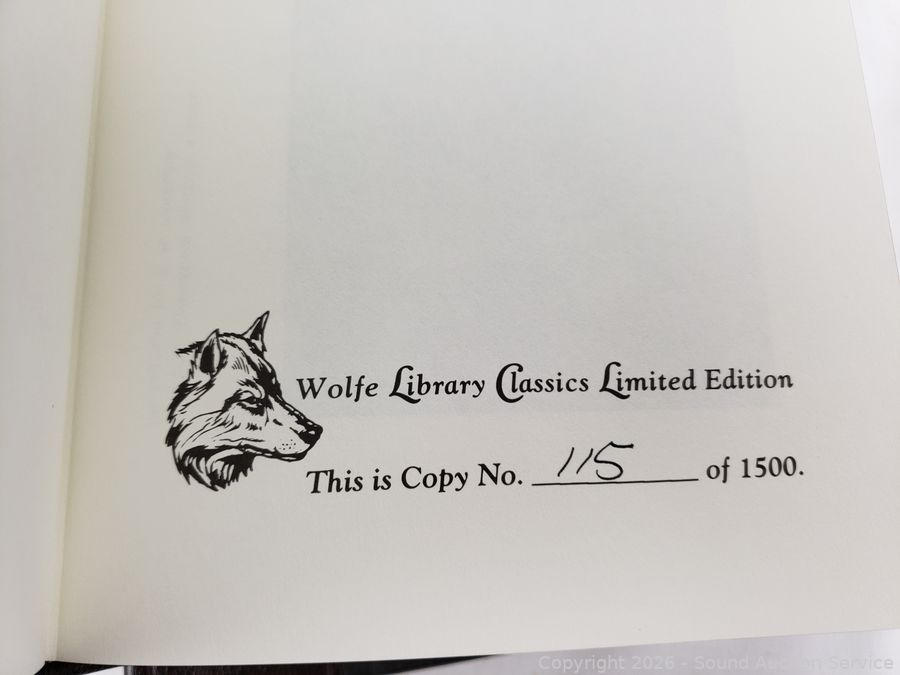 Wolfe Library Classics Limited Edition
This is Copy No. 115 of 1500.
Copyright 2026 - Sound Auction Service